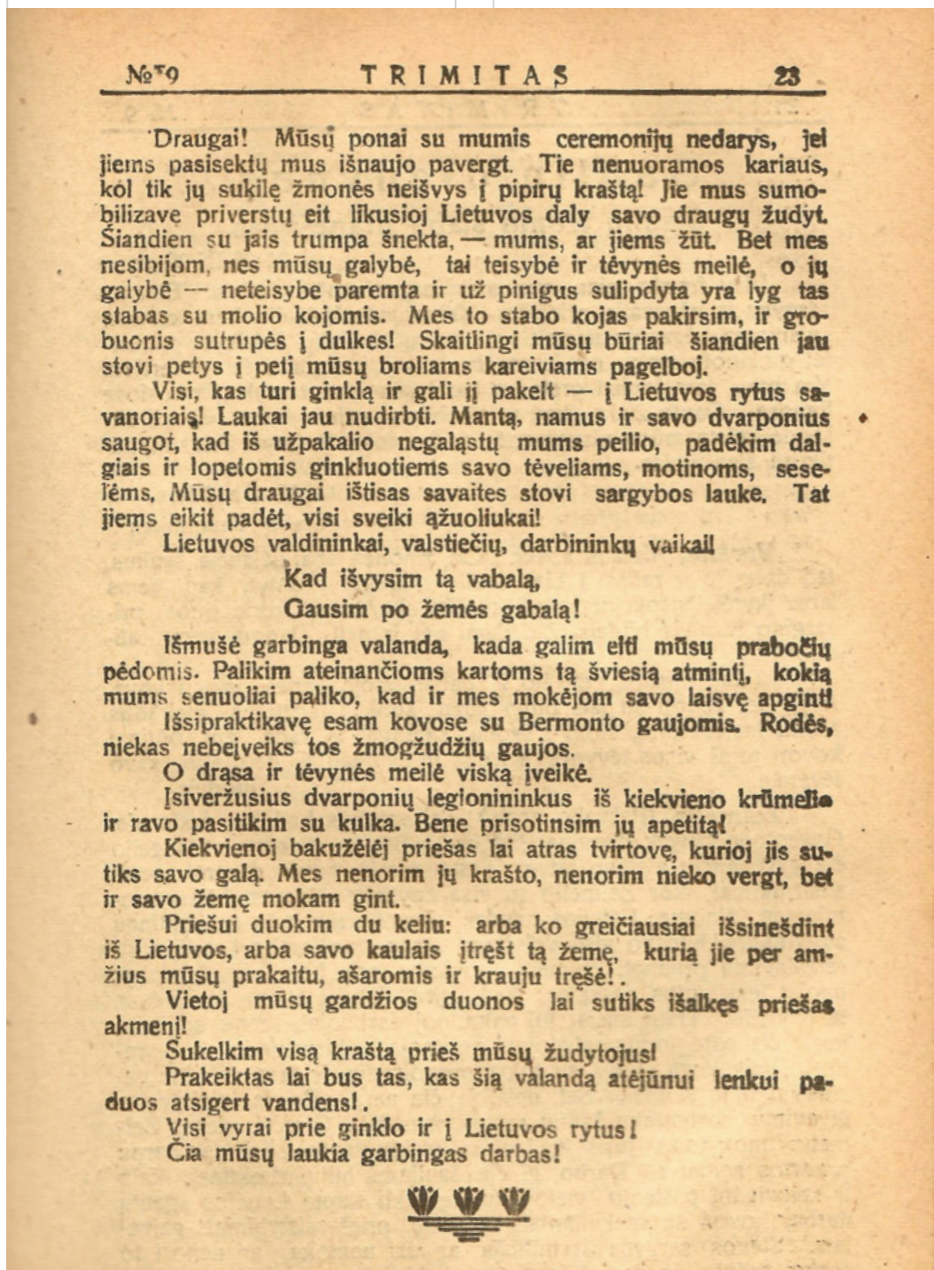 № 9 TRIMITAS 23
Draugai! Mūsų ponai su mumis ceremonijų nedarys, jei
jiems pasisektų mus išnaujo pavergt. Tie nenuoramos kariaus,
kol tik jų sukilę žmonės neišvys į pipirų kraštą! Jie mus sumo-
bilizavę priverstų eit likusioj Lietuvos daly savo draugų žudyt.
Šiandien su jais trumpa šnekta, — mums, ar jiems žūt. Bet mes
nesibijom, nes mūsų galybė, tai teisybė ir tėvynės meilė, o jų
galybė — neteisybe paremta ir už pinigus sulipdyta yra lyg tas
stabas su molio kojomis. Mes to stabo kojas pakirsim, ir gro-
buonis sutrupės į dulkes! Skaitlingi mūsų būriai šiandien jau
stovi petys į petį mūsų broliams kareiviams pagelboj.
Visi, kas turi ginklą ir gali jį pakelt — į Lietuvos rytus sa-
vanoriais! Laukai jau nudirbti. Mantą, namus ir savo dvarponius
saugot, kad iš užpakalio negaląstų mums peilio, padėkim dal-
giais ir lopetomis ginkluotiems savo tėveliams, motinoms, sese-
lėms. Mūsų draugai ištisas savaites stovi sargybos lauke. Tat
jiems eikit padėt, visi sveiki ąžuoliukai!
Lietuvos valdininkai, valstiečių, darbininkų vaikai!
Kad išvysim tą vabalą,
Gausim po žemės gabalą!
Išmušė garbinga valanda, kada galim eiti mūsų prabočių
pėdomis. Palikim ateinančioms kartoms tą šviesią atmintį, kokią
mums senuoliai paliko, kad ir mes mokėjom savo laisvę apginti!
Išsipraktikavę esam kovose su Bermonto gaujomis. Rodės,
niekas nebeįveiks tos žmogžudžių gaujos.
O drąsa ir tėvynės meilė viską įveikė.
Įsiveržusius dvarponių legionininkus iš kiekvieno krūmelio
ir ravo pasitikim su kulka. Bene prisotinsim jų apetitą!
Kiekvienoj bakužėlėj priešas lai atras tvirtovę, kurioj jis su-
tiks savo galą. Mes nenorim jų krašto, nenorim nieko vergt, bet
ir savo žemę mokam gint.
Priešui duokim du keliu: arba ko greičiausiai išsinešdint
iš Lietuvos, arba savo kaulais įtręšt tą žemę, kurią jie per am-
žius mūsų prakaitu, ašaromis ir krauju tręšė!.
Vietoj mūsų gardžios duonos lai sutiks išalkęs priešas
akmenį!
Sukelkim visą kraštą prieš mūsų žudytojus!
Prakeiktas lai bus tas, kas šią valandą atėjūnui lenkui pa-
duos atsigert vandens!.
Visi vyrai prie ginklo ir į Lietuvos rytus!
Čia mūsų laukia garbingas darbas!